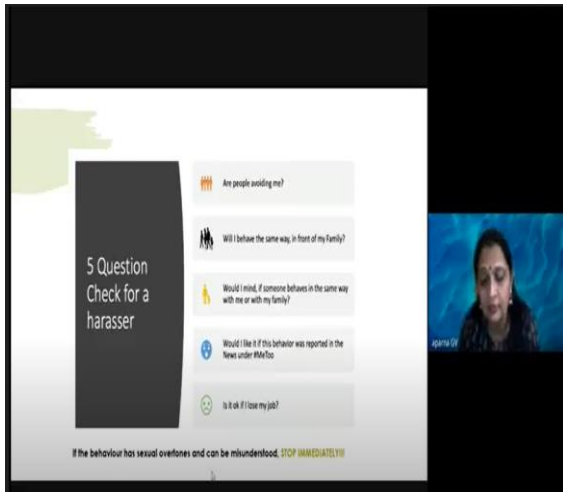 5 Question
Check for a
harasser
Are people avoiding me?
Will I behave the same way, in front of my Family?
Would I mind, if someone behaves in the same way
with me or with my family?
Would I like it if this behavior was reported in the
News under #MeToo
Is it ok if I lose my job?
If the behaviour has sexual overtones and can be misunderstood, STOP IMMEDIATELY!!!
aparna GV